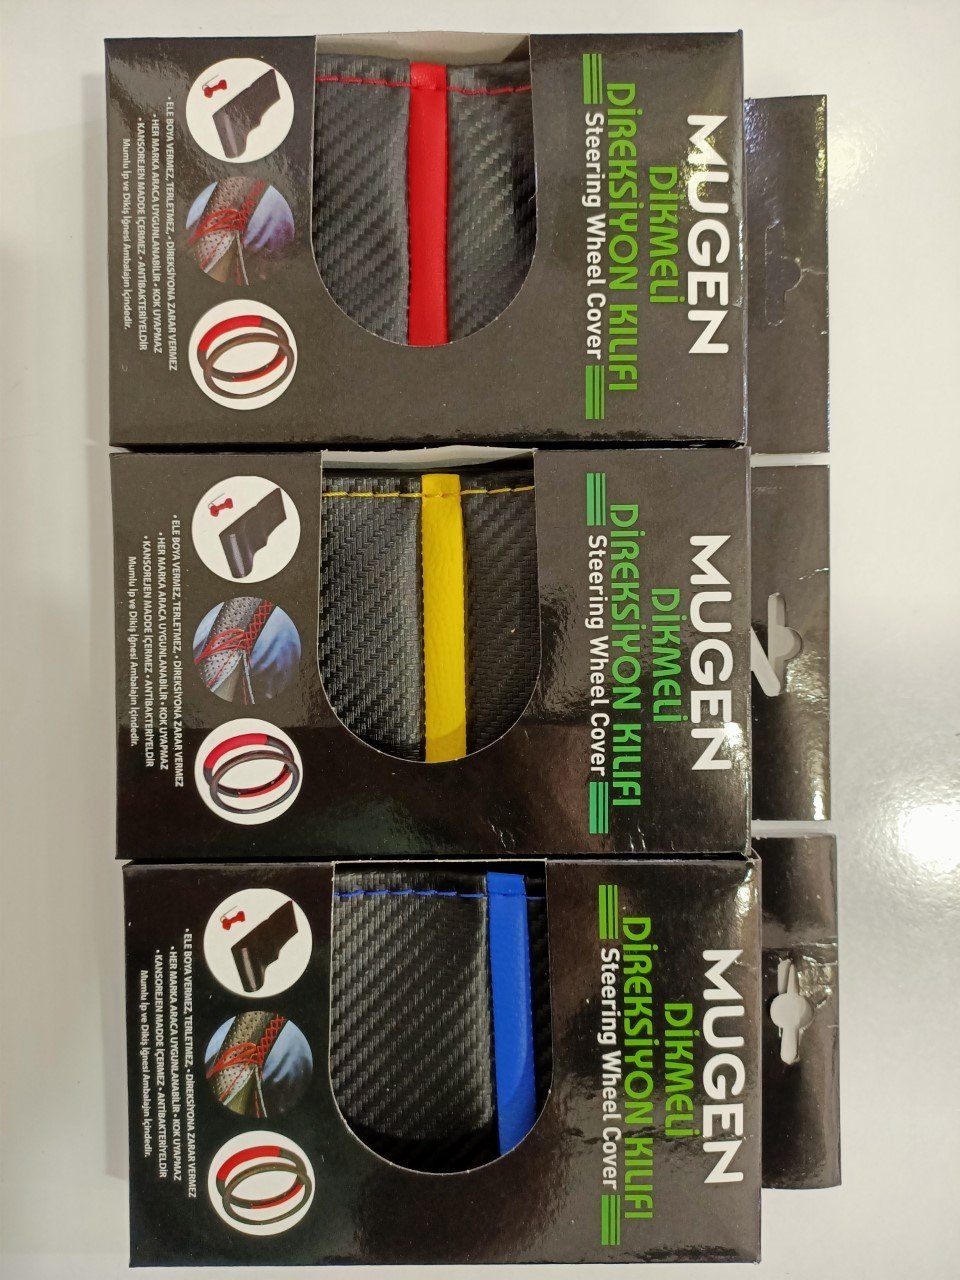 MUGEN
DİKMELİ
DİREKSİYON KILIFI
Steering Wheel Cover
• ELE BOYA VERMEZ, TERLETMEZ, • DİREKSİYONA ZARAR VERMEZ
• HER MARKA ARACA UYGUNLANABİLİR • KOK UYAPMAZ
• KANSOREJEN MADDE İÇERMEZ • ANTİBAKTERİYELDİR
Mumlu İp ve Dikiş İğnesi Ambalajın İçindedir.
MUGEN
DİKMELİ
DİREKSİYON KILIFI
Steering Wheel Cover
• ELE BOYA VERMEZ, TERLETMEZ, • DİREKSİYONA ZARAR VERMEZ
• HER MARKA ARACA UYGUNLANABİLİR • KOK UYAPMAZ
• KANSOREJEN MADDE İÇERMEZ • ANTİBAKTERİYELDİR
Mumlu İp ve Dikiş İğnesi Ambalajın İçindedir.
MUGEN
DİKMELİ
DİREKSİYON KILIFI
Steering Wheel Cover
• ELE BOYA VERMEZ, TERLETMEZ, • DİREKSİYONA ZARAR VERMEZ
• HER MARKA ARACA UYGUNLANABİLİR • KOK UYAPMAZ
• KANSOREJEN MADDE İÇERMEZ • ANTİBAKTERİYELDİR
Mumlu İp ve Dikiş İğnesi Ambalajın İçindedir.